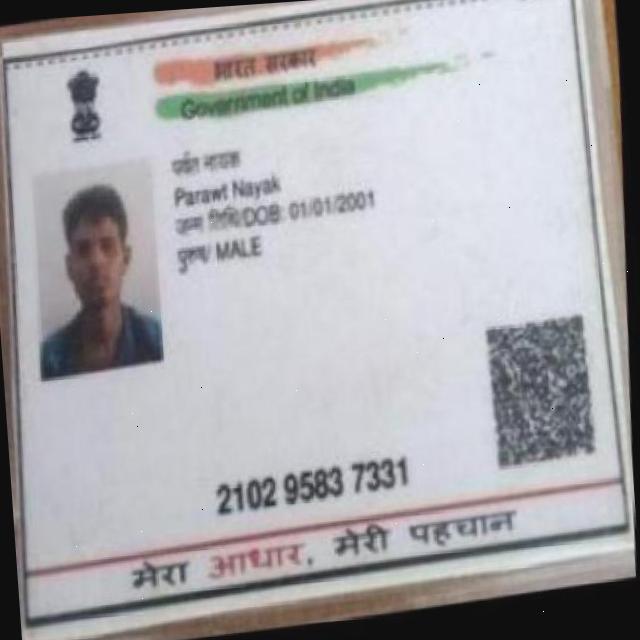 भारत सरकार
Government of India
पर्वत नायक
Parawt Nayak
जन्म तिथि/DOB: 01/01/2001
पुरुष/ MALE
2102 9583 7331
मेरा आधार, मेरी पहचान